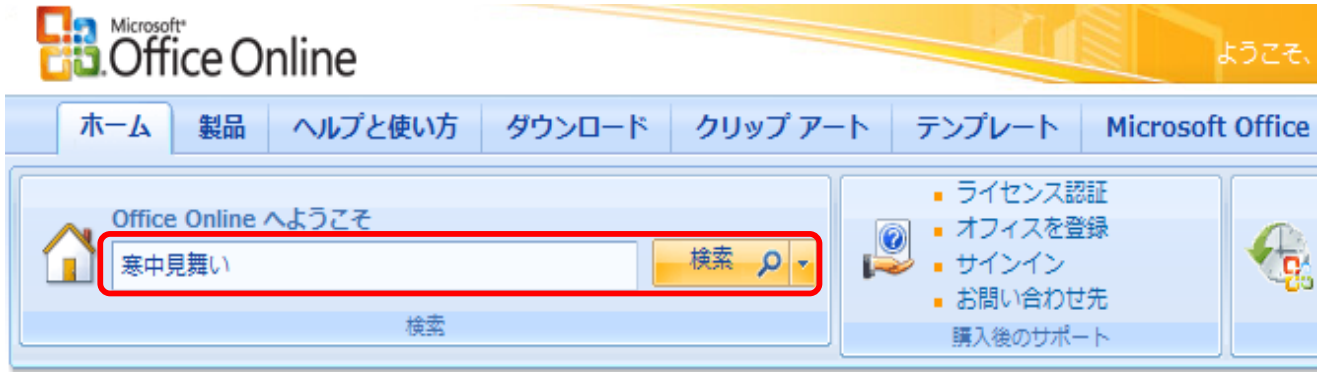 Microsoft®
Office Online
ようこそ、
ホーム 製品 ヘルプと使い方 ダウンロード クリップ アート テンプレート Microsoft Office
Office Online へようこそ
寒中見舞い 検索
検索
ライセンス認証
オフィスを登録
サインイン
お問い合わせ先
購入後のサポート